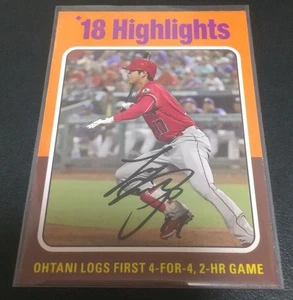 '18 Highlights
OHTANI LOGS FIRST 4-FOR-4, 2-HR GAME